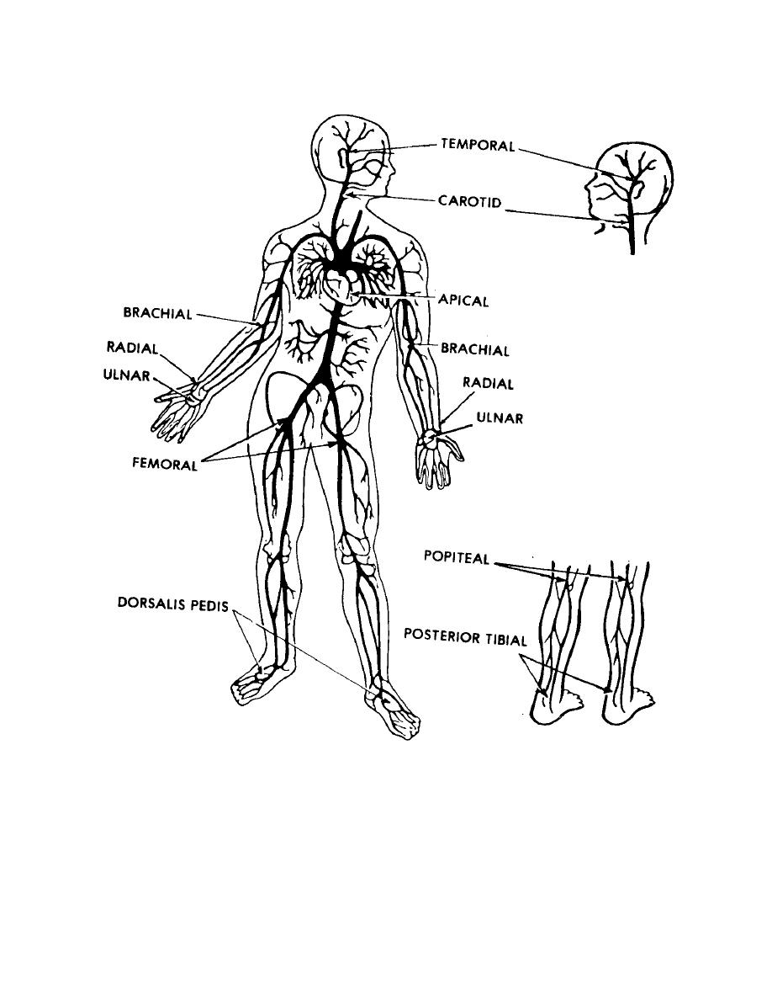 TEMPORAL
CAROTID
APICAL
BRACHIAL
BRACHIAL
RADIAL
ULNAR
RADIAL
ULNAR
FEMORAL
POPITEAL
DORSALIS PEDIS
POSTERIOR TIBIAL